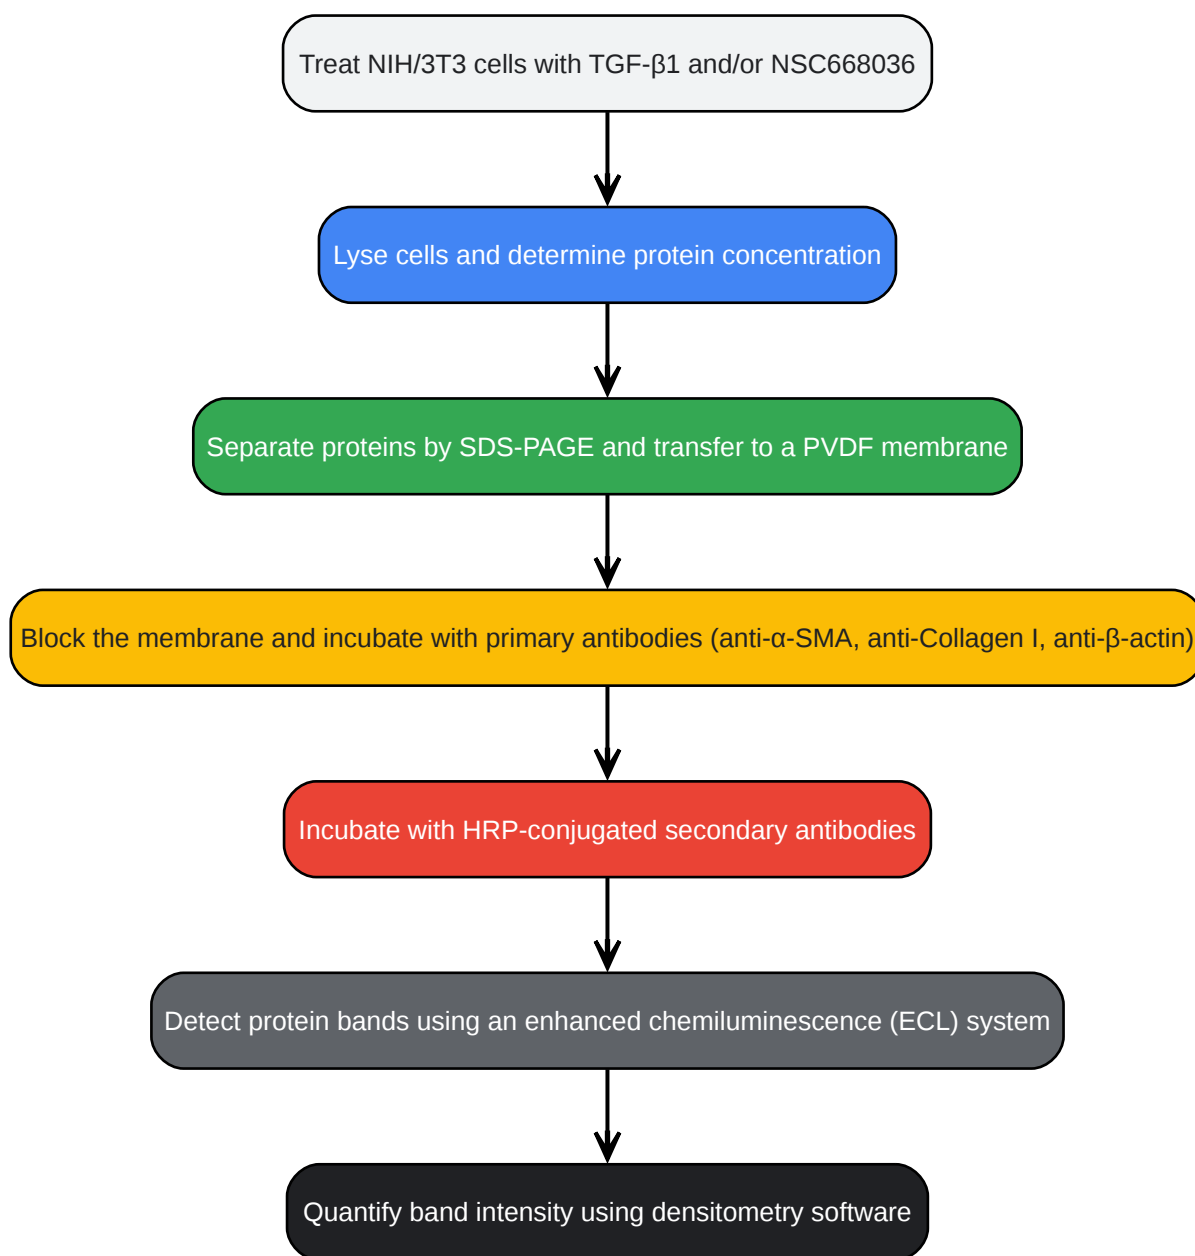 Treat NIH/3T3 cells with TGF-β1 and/or NSC668036
Lyse cells and determine protein concentration
Separate proteins by SDS-PAGE and transfer to a PVDF membrane
Block the membrane and incubate with primary antibodies (anti-α-SMA, anti-Collagen I, anti-β-actin)
Incubate with HRP-conjugated secondary antibodies
Detect protein bands using an enhanced chemiluminescence (ECL) system
Quantify band intensity using densitometry software